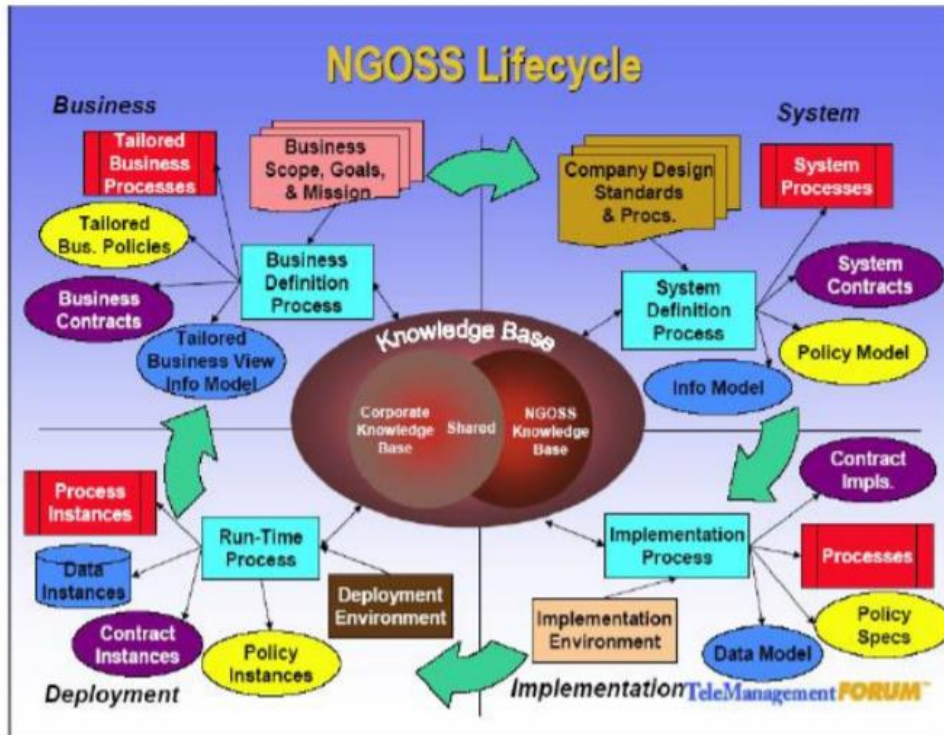 NGOSS Lifecycle
Business
System
Tailored
Business
Processes
Business
Scope, Goals,
& Mission
Company Design
Standards
& Procs.
System
Processes
Tailored
Bus. Policies
Business
Definition
Process
System
Definition
Process
System
Contracts
Business
Contracts
Policy Model
Tailored
Business View
Info Model
Info Model
Knowledge Base
Corporate
Knowledge
Base
Shared
NGOSS
Knowledge
Base
Process
Instances
Run-Time
Process
Implementation
Process
Contract
Impls.
Data
Instances
Processes
Deployment
Environment
Implementation
Environment
Contract
Instances
Policy
Instances
Data Model
Policy
Specs
Deployment
Implementation
TeleManagement FORUM™